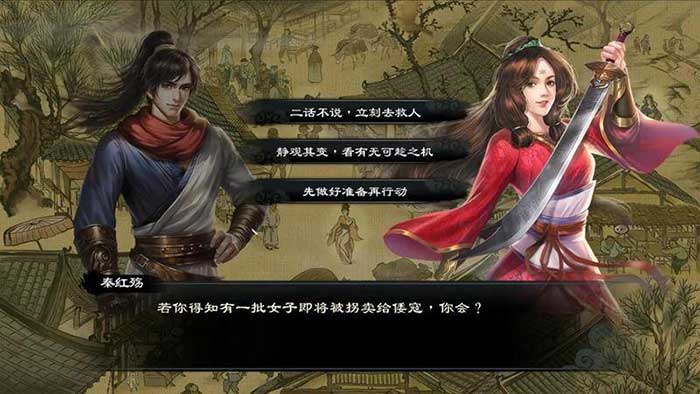 二话不说，立刻去救人
静观其变，看有无可趁之机
先做好准备再行动
秦红殇
若你得知有一批女子即将被拐卖给倭寇，你会？